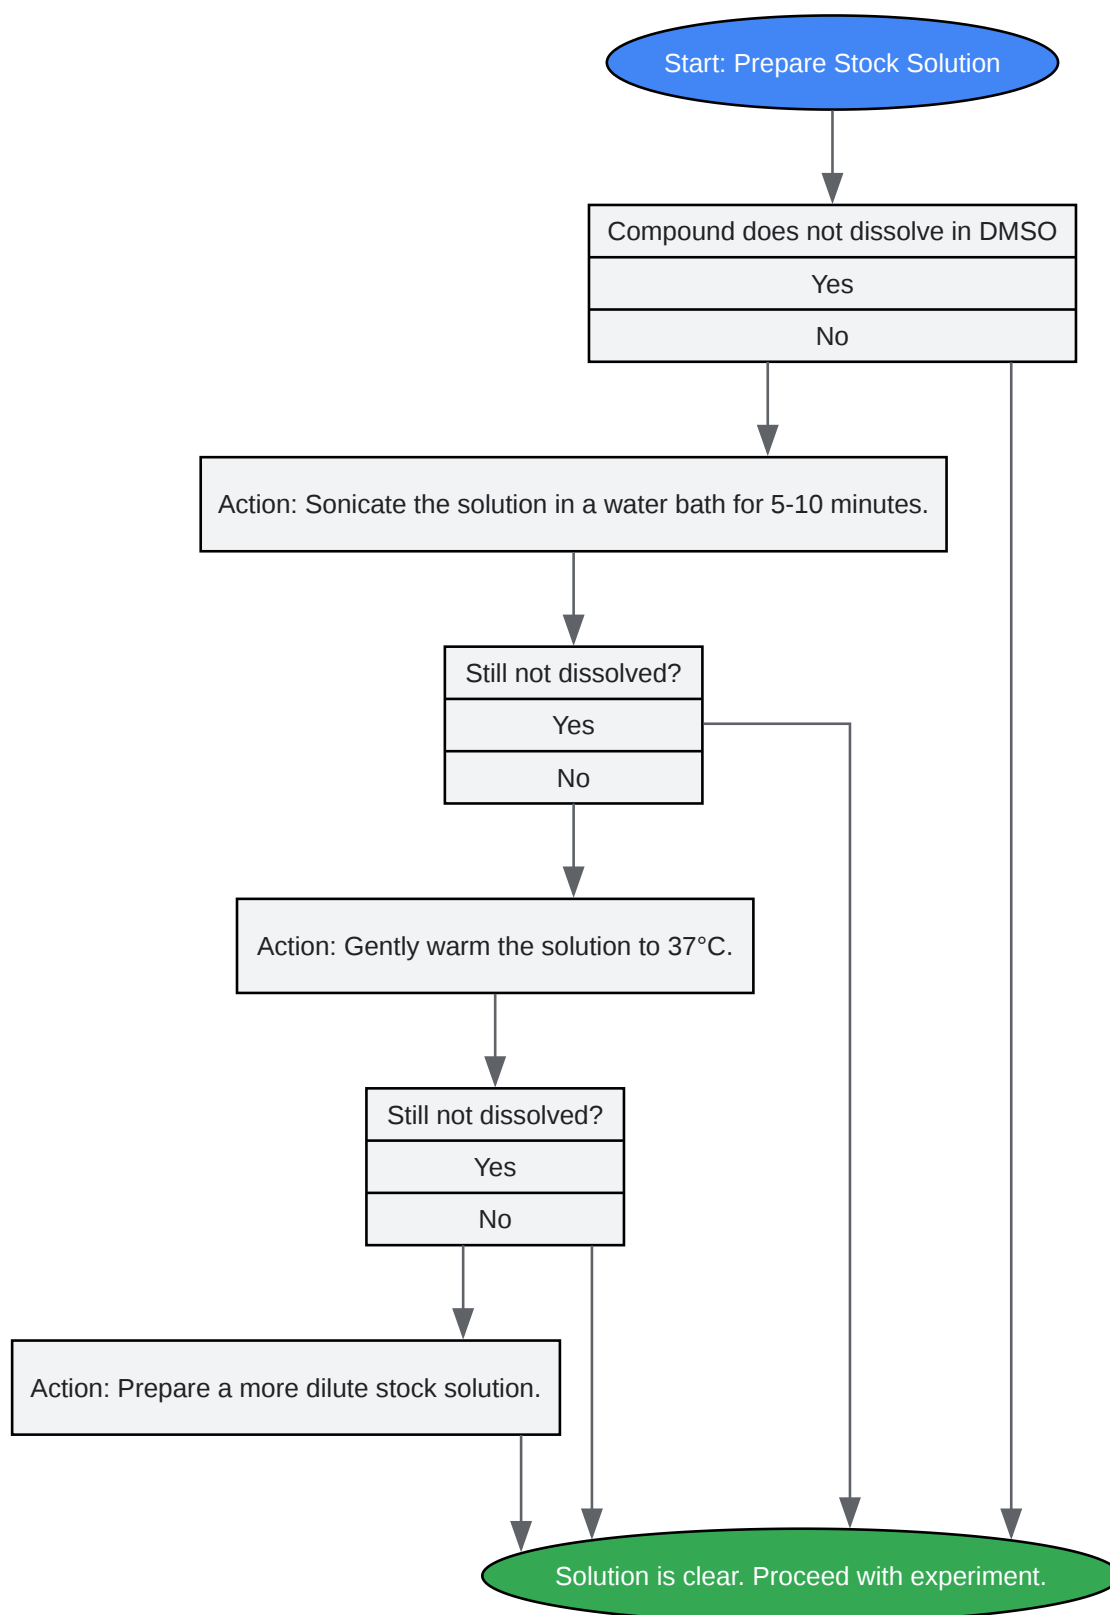 Start: Prepare Stock Solution
Compound does not dissolve in DMSO
Yes
No
Action: Sonicate the solution in a water bath for 5-10 minutes.
Still not dissolved?
Yes
No
Action: Gently warm the solution to 37°C.
Still not dissolved?
Yes
No
Action: Prepare a more dilute stock solution.
Solution is clear. Proceed with experiment.